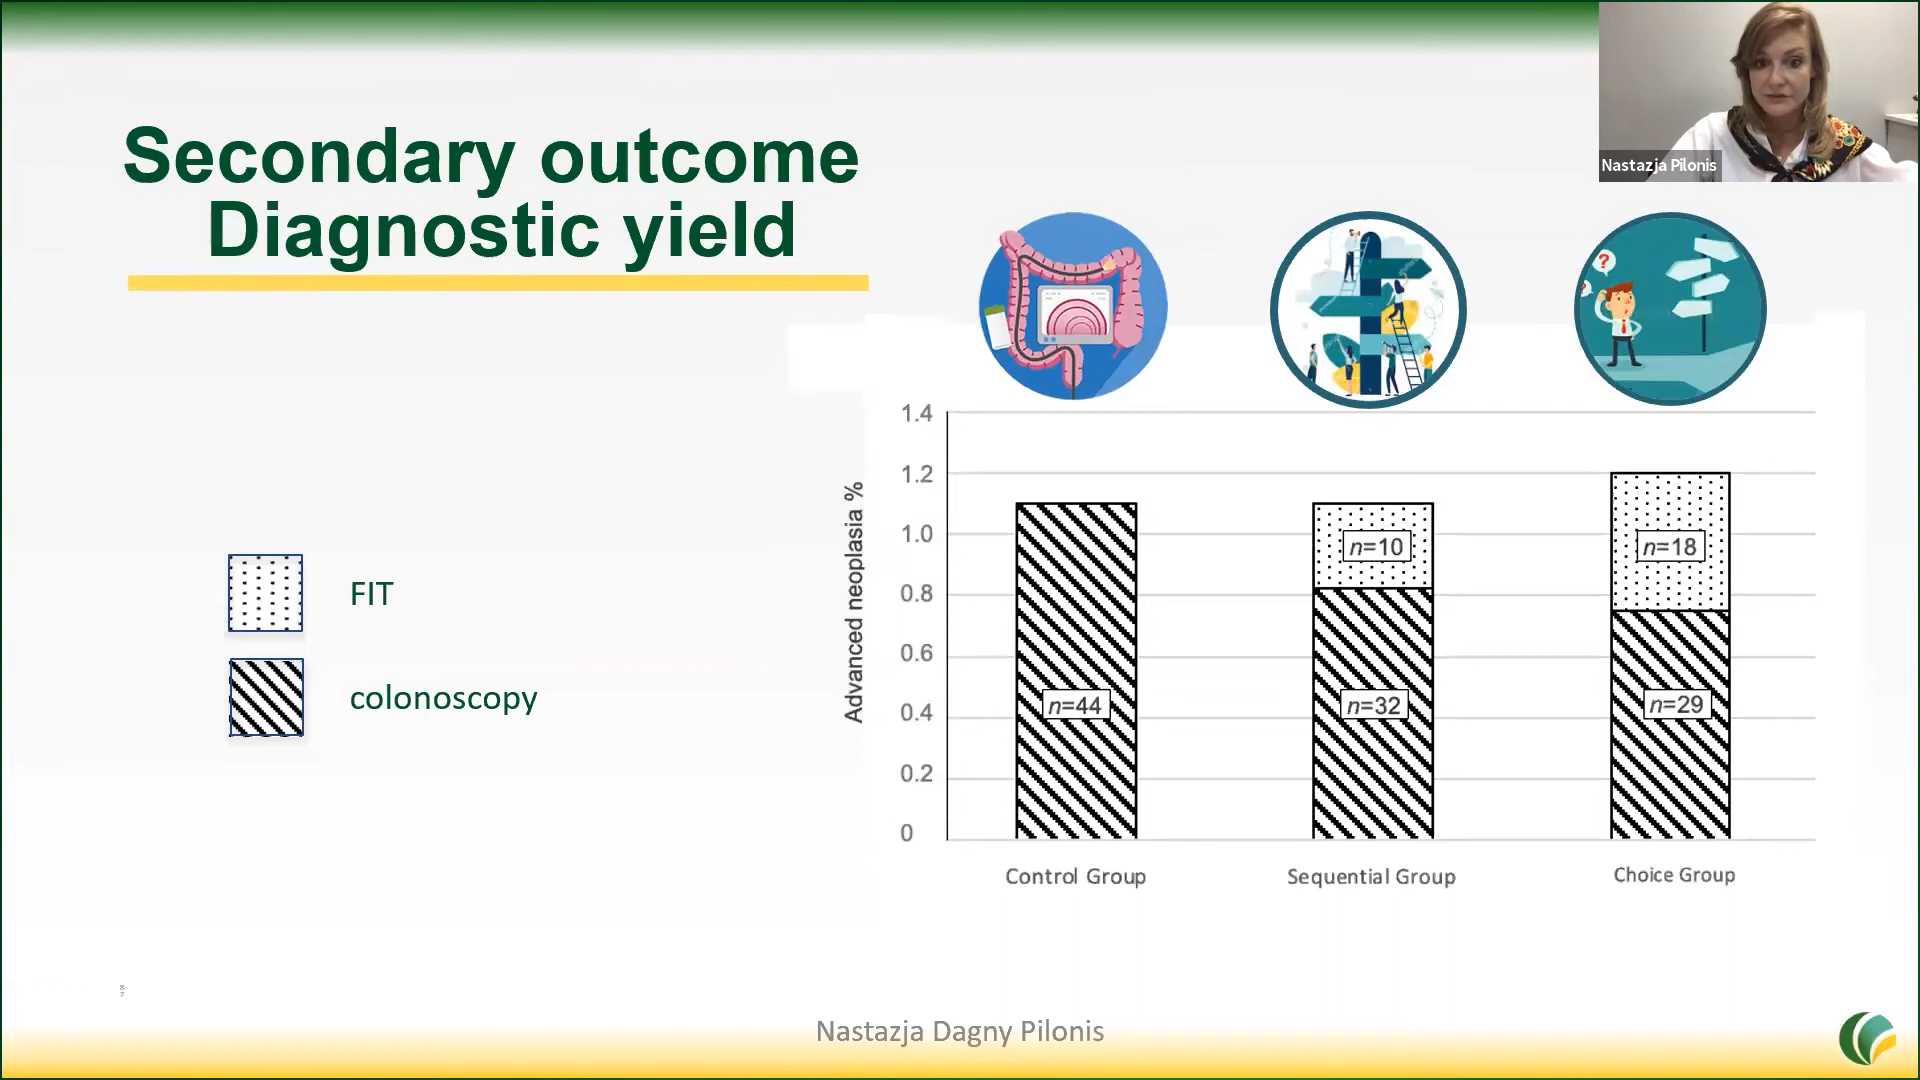 Nastazja Pilonis
Secondary outcome
Diagnostic yield
FIT
colonoscopy
Advanced neoplasia %
1.4
1.2
1.0
0.8
0.6
0.4
0.2
0
n=44
n=10
n=32
n=18
n=29
Control Group
Sequential Group
Choice Group
Nastazja Dagny Pilonis